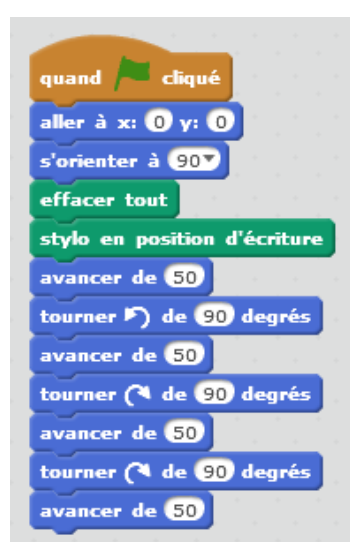 quand cliqué
aller à x: 0 y: 0
s'orienter à 90
effacer tout
stylo en position d'écriture
avancer de 50
tourner de 90 degrés
avancer de 50
tourner de 90 degrés
avancer de 50
tourner de 90 degrés
avancer de 50